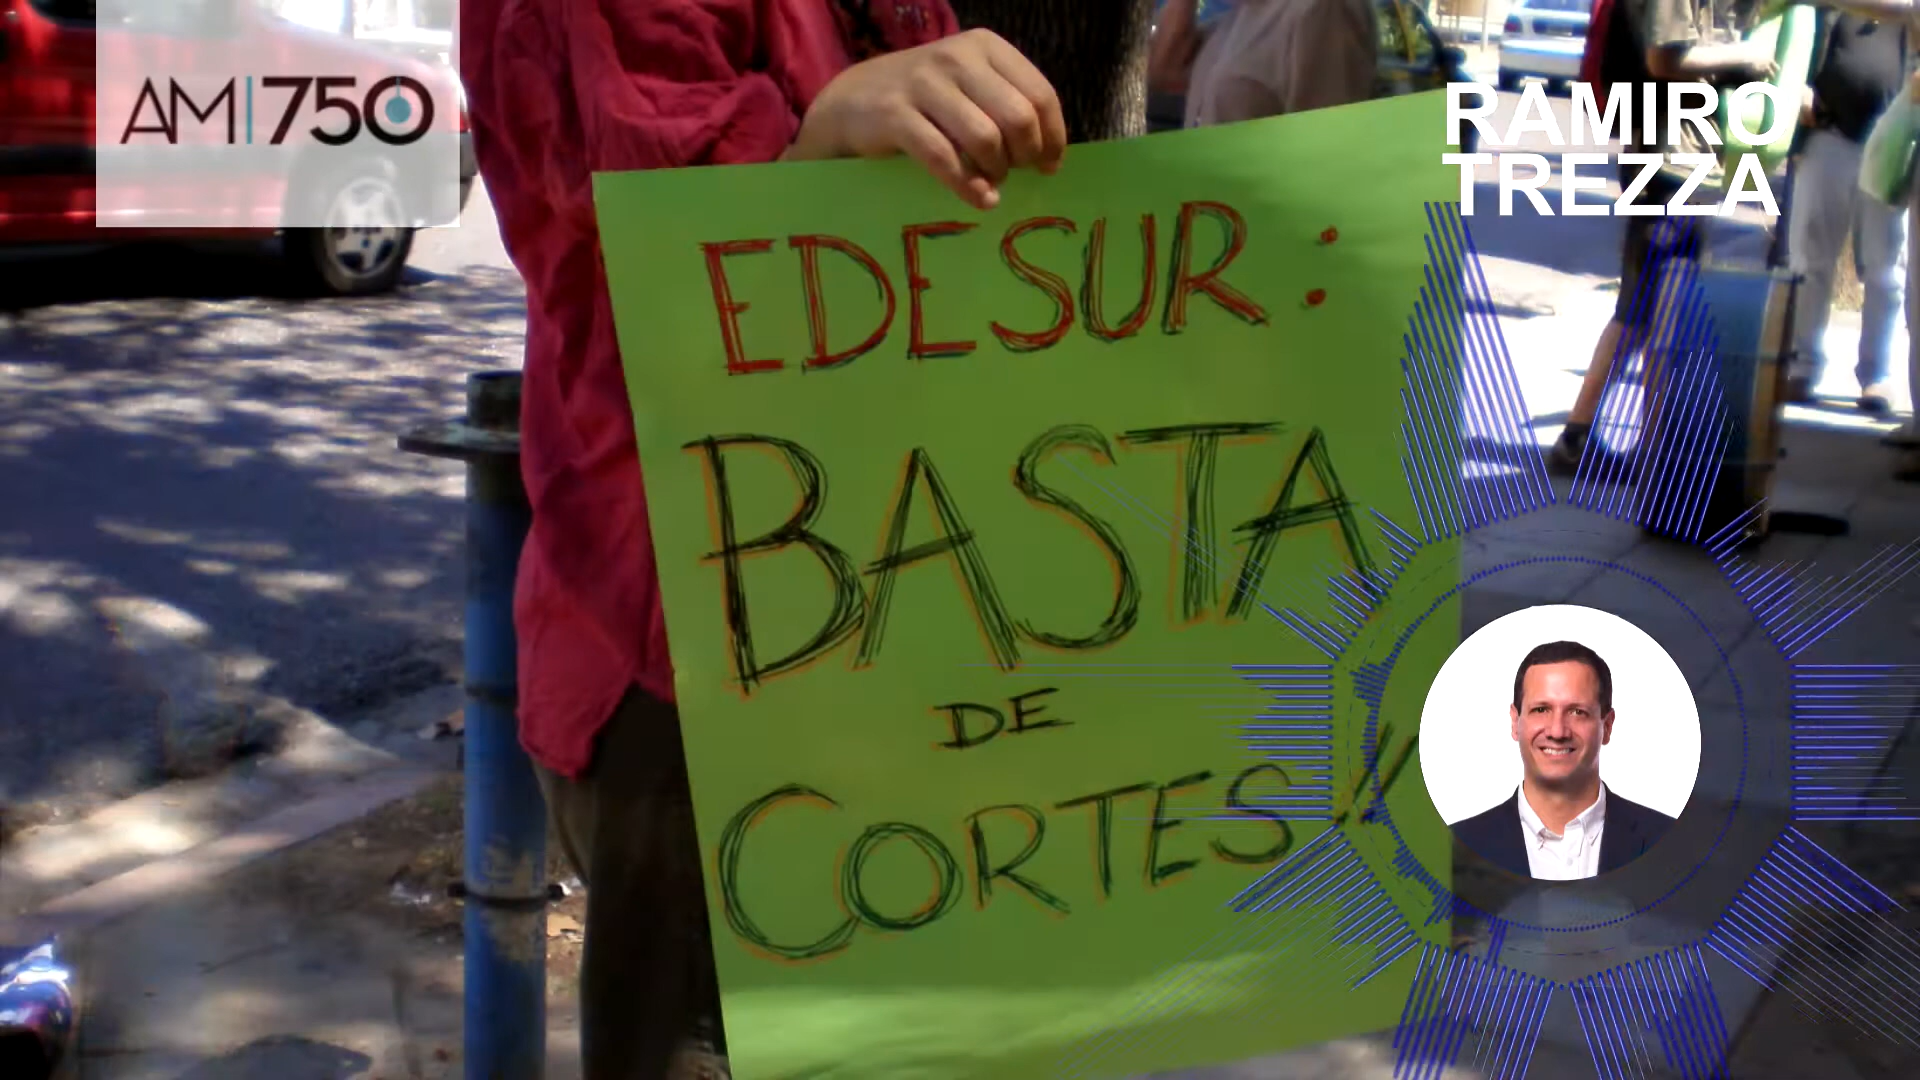 AM|750
RAMIRO
TREZZA
EDESUR:
BASTA
DE
CORTES!!